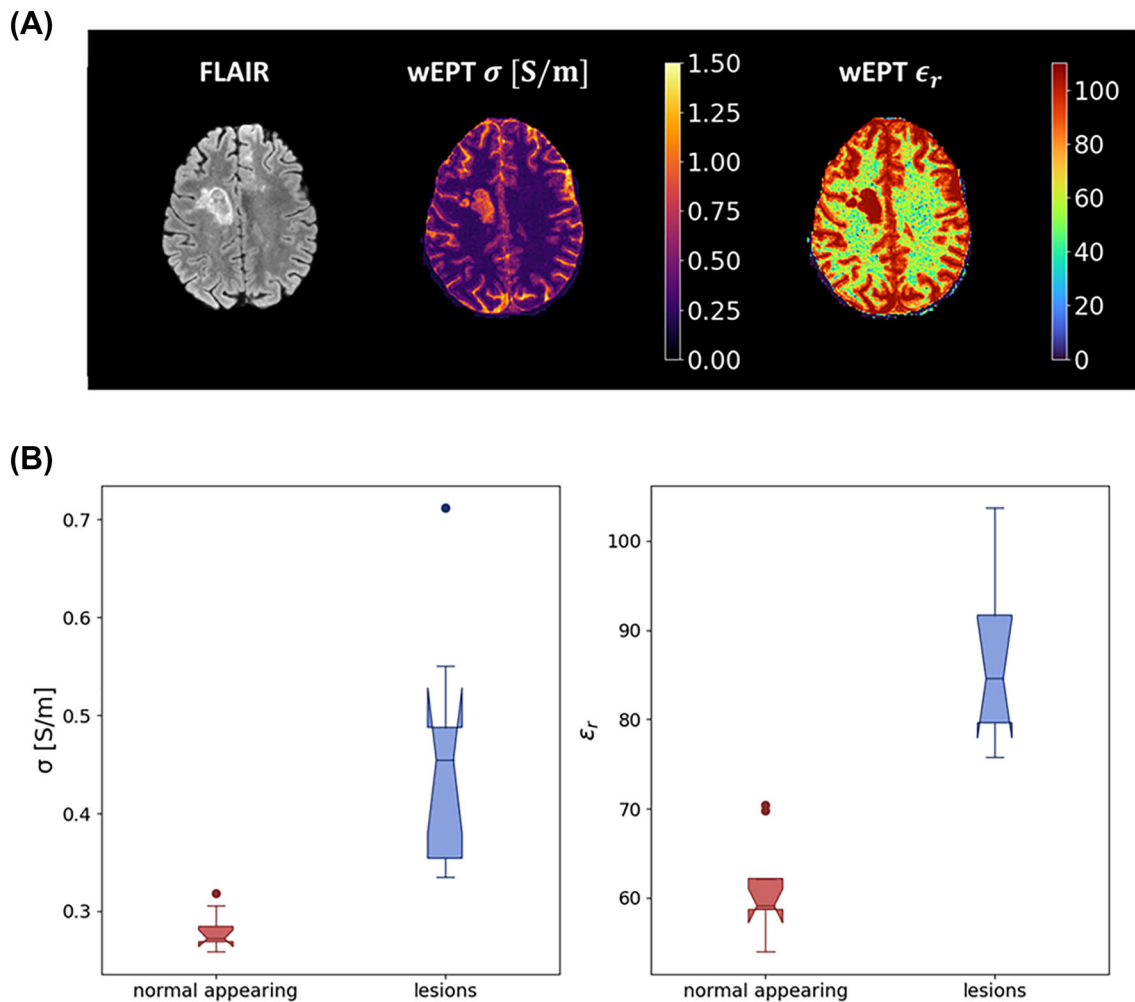 (A)
FLAIR
wEPT σ [S/m]
1.50
1.25
1.00
0.75
0.50
0.25
0.00
wEPT ϵr
100
80
60
40
20
0
(B)
0.7
0.6
0.5
0.4
0.3
σ [S/m]
normal appearing
lesions
100
90
80
70
60
εr
normal appearing
lesions